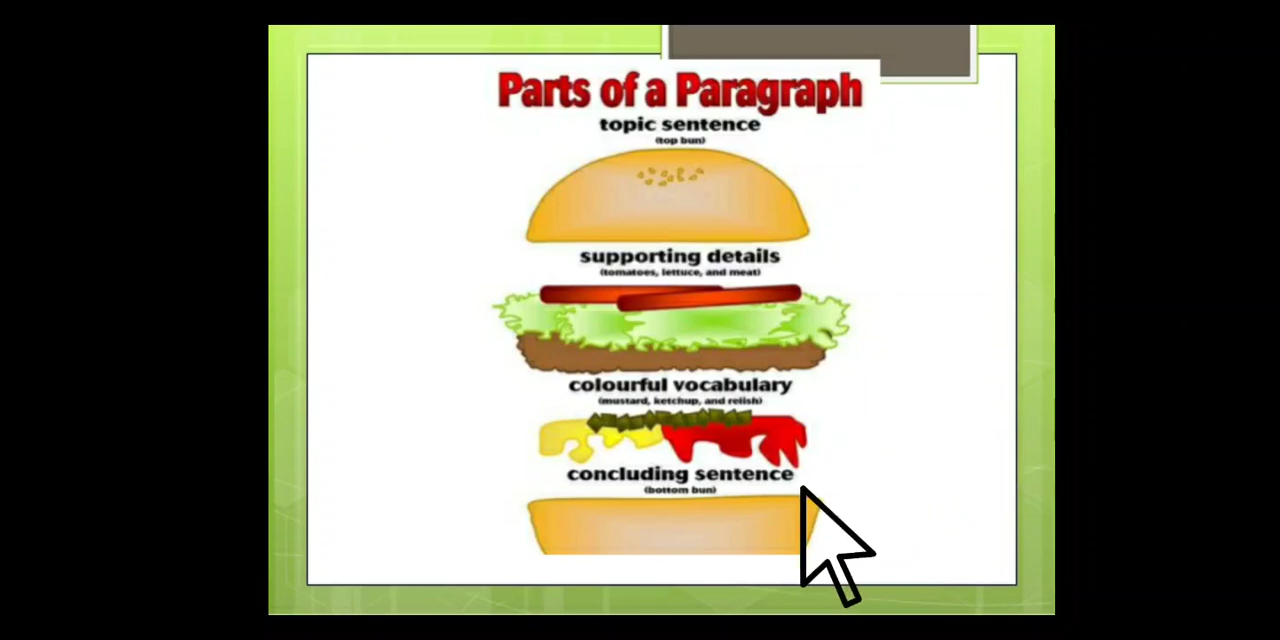 Parts of a Paragraph
topic sentence
(top bun)
supporting details
(tomatoes, lettuce, and meat)
colourful vocabulary
(mustard, ketchup, and relish)
concluding sentence
(bottom bun)